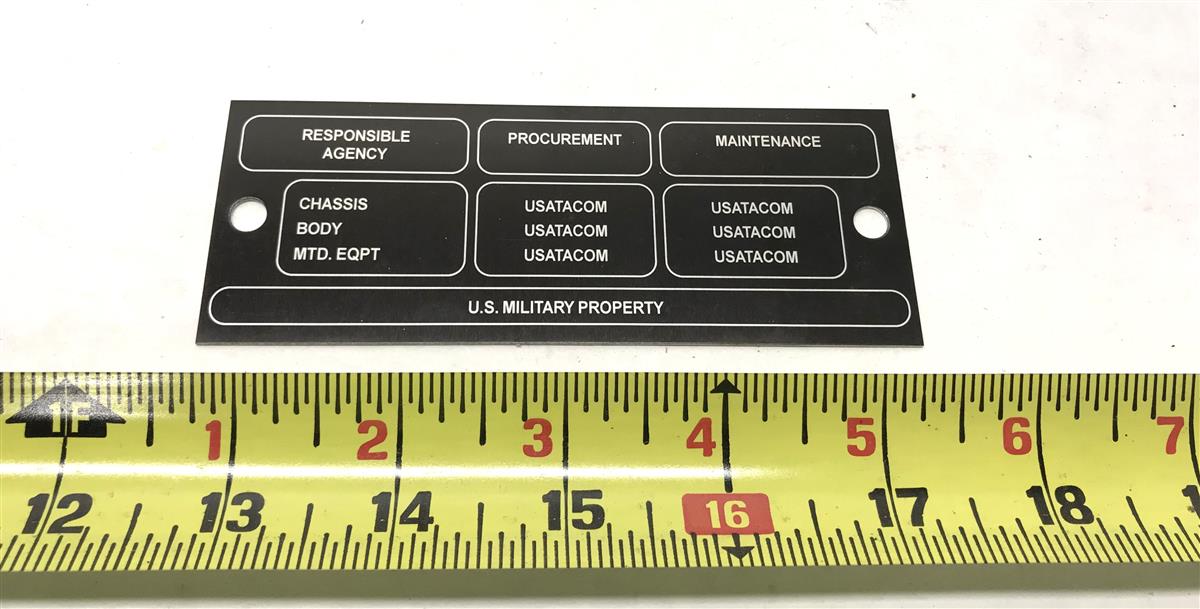 RESPONSIBLE
AGENCY
PROCUREMENT
MAINTENANCE
CHASSIS
BODY
MTD. EQPT
USATACOM
USATACOM
USATACOM
USATACOM
USATACOM
USATACOM
U.S. MILITARY PROPERTY
1F 1 2 3 4 5 6 7
12 13 14 15 16 17 18